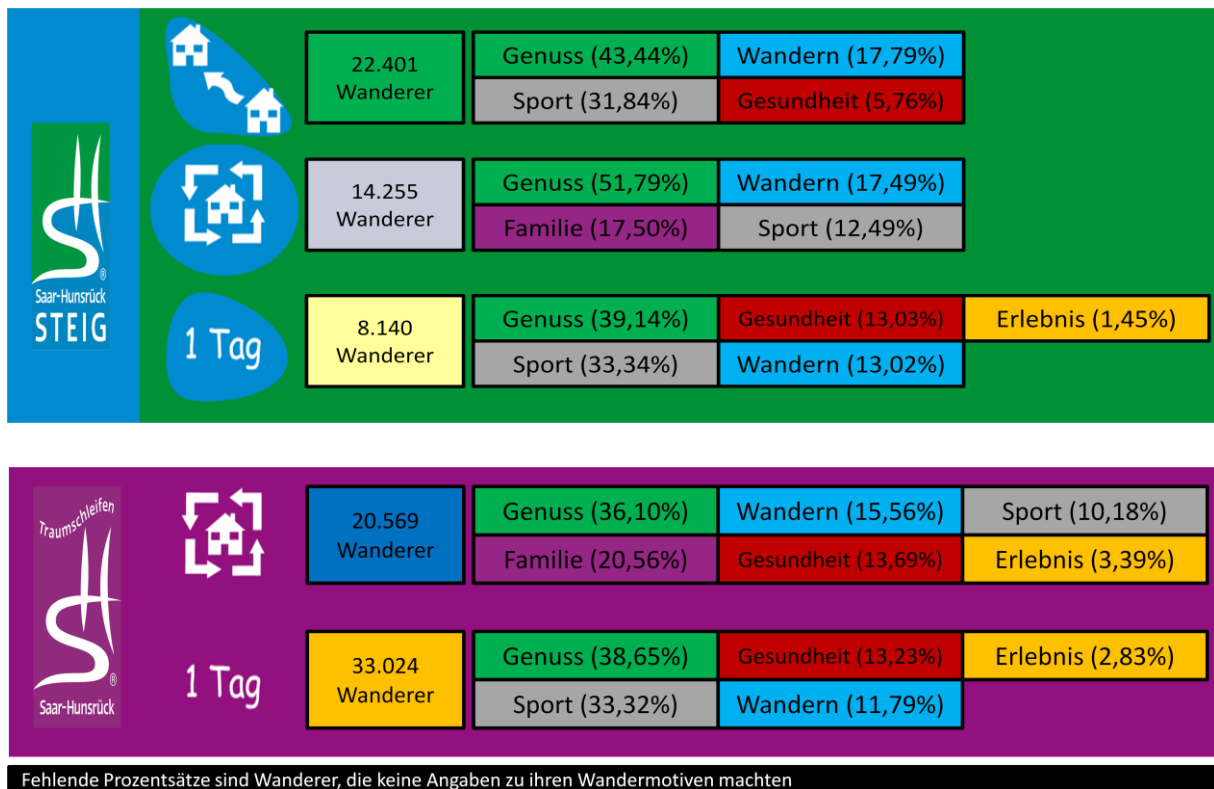 22.401
Wanderer
Genuss (43,44%)
Wandern (17,79%)
Sport (31,84%)
Gesundheit (5,76%)
14.255
Wanderer
Genuss (51,79%)
Wandern (17,49%)
Familie (17,50%)
Sport (12,49%)
Saar-Hunsrück
STEIG
®
1 Tag
8.140
Wanderer
Genuss (39,14%)
Gesundheit (13,03%)
Erlebnis (1,45%)
Sport (33,34%)
Wandern (13,02%)
Traumschleifen
Saar-Hunsrück
®
20.569
Wanderer
Genuss (36,10%)
Wandern (15,56%)
Sport (10,18%)
Familie (20,56%)
Gesundheit (13,69%)
Erlebnis (3,39%)
1 Tag
33.024
Wanderer
Genuss (38,65%)
Gesundheit (13,23%)
Erlebnis (2,83%)
Sport (33,32%)
Wandern (11,79%)
Fehlende Prozentsätze sind Wanderer, die keine Angaben zu ihren Wandermotiven machten